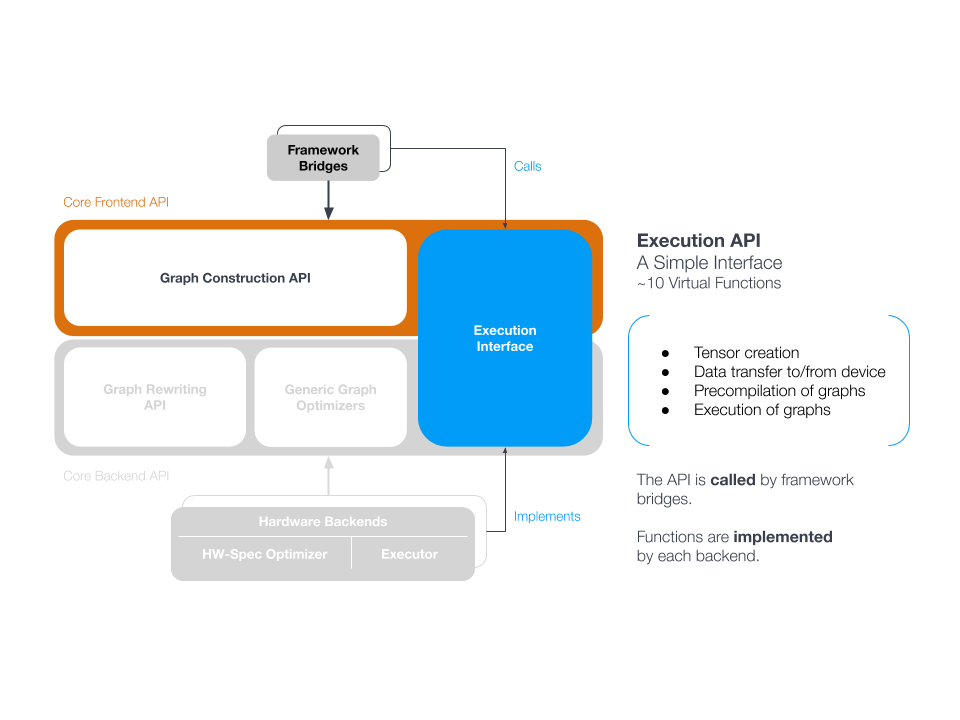 Framework
Bridges
Calls
Core Frontend API
Graph Construction API
Execution
Interface
Graph Rewriting
API
Generic Graph
Optimizers
Core Backend API
Hardware Backends
HW-Spec Optimizer
Executor
Implements
Execution API
A Simple Interface
~10 Virtual Functions
● Tensor creation
● Data transfer to/from device
● Precompilation of graphs
● Execution of graphs
The API is called by framework
bridges.
Functions are implemented
by each backend.